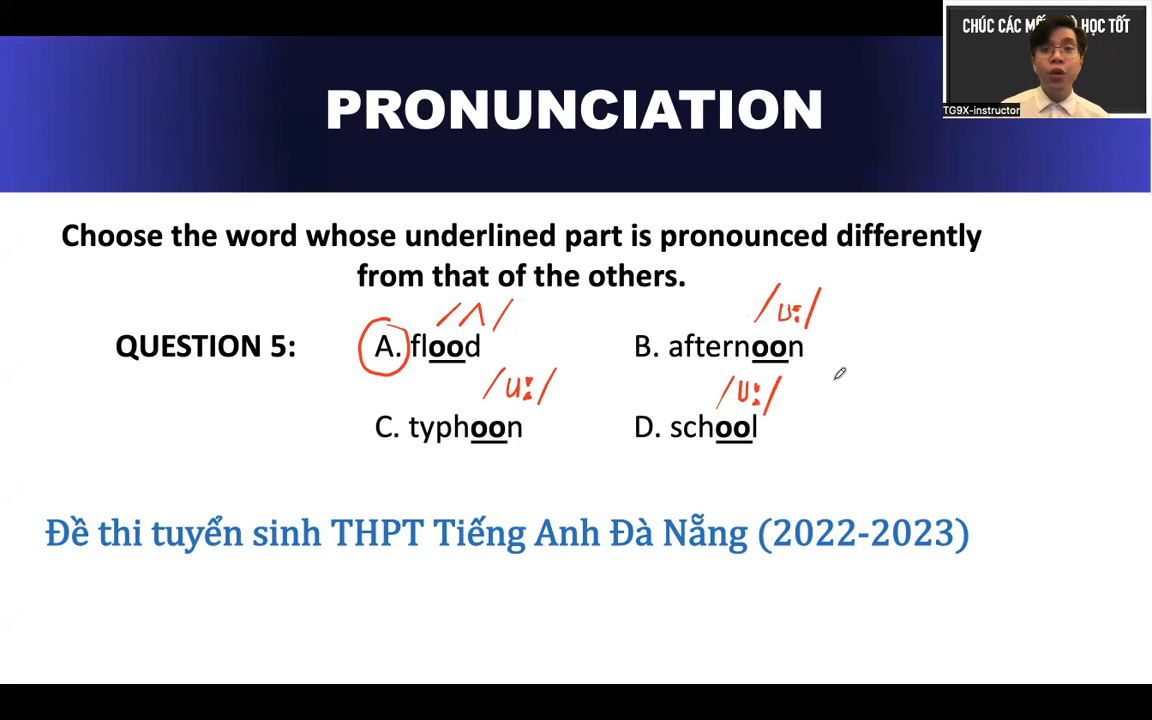 CHÚC CÁC HỌC TỐT
TG9X-instructor
PRONUNCIATION
Choose the word whose underlined part is pronounced differently
from that of the others.
/ʌ/ /u:/
QUESTION 5: A. flood B. afternoon
/u:/ /u:/
C. typhoon D. school
Đề thi tuyển sinh THPT Tiếng Anh Đà Nẵng (2022-2023)